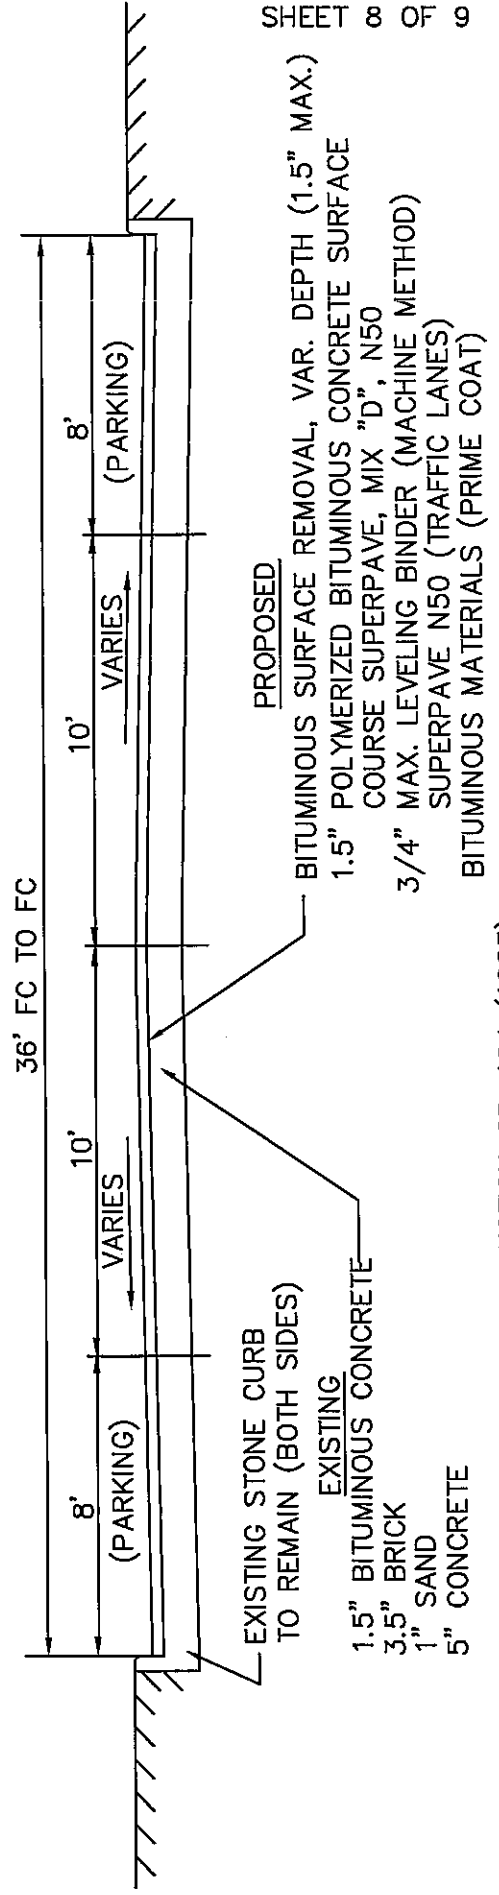 SHEET 8 OF 9
36' FC TO FC
8'
10'
10'
8'
(PARKING)
VARIES
VARIES
(PARKING)
EXISTING STONE CURB
TO REMAIN (BOTH SIDES)
EXISTING
1.5" BITUMINOUS CONCRETE
3.5" BRICK
1" SAND
5" CONCRETE
PROPOSED
BITUMINOUS SURFACE REMOVAL, VAR. DEPTH (1.5" MAX.)
1.5" POLYMERIZED BITUMINOUS CONCRETE SURFACE
COURSE SUPERPAVE, MIX "D", N50
3/4" MAX. LEVELING BINDER (MACHINE METHOD)
SUPERPAVE N50 (TRAFFIC LANES)
BITUMINOUS MATERIALS (PRIME COAT)